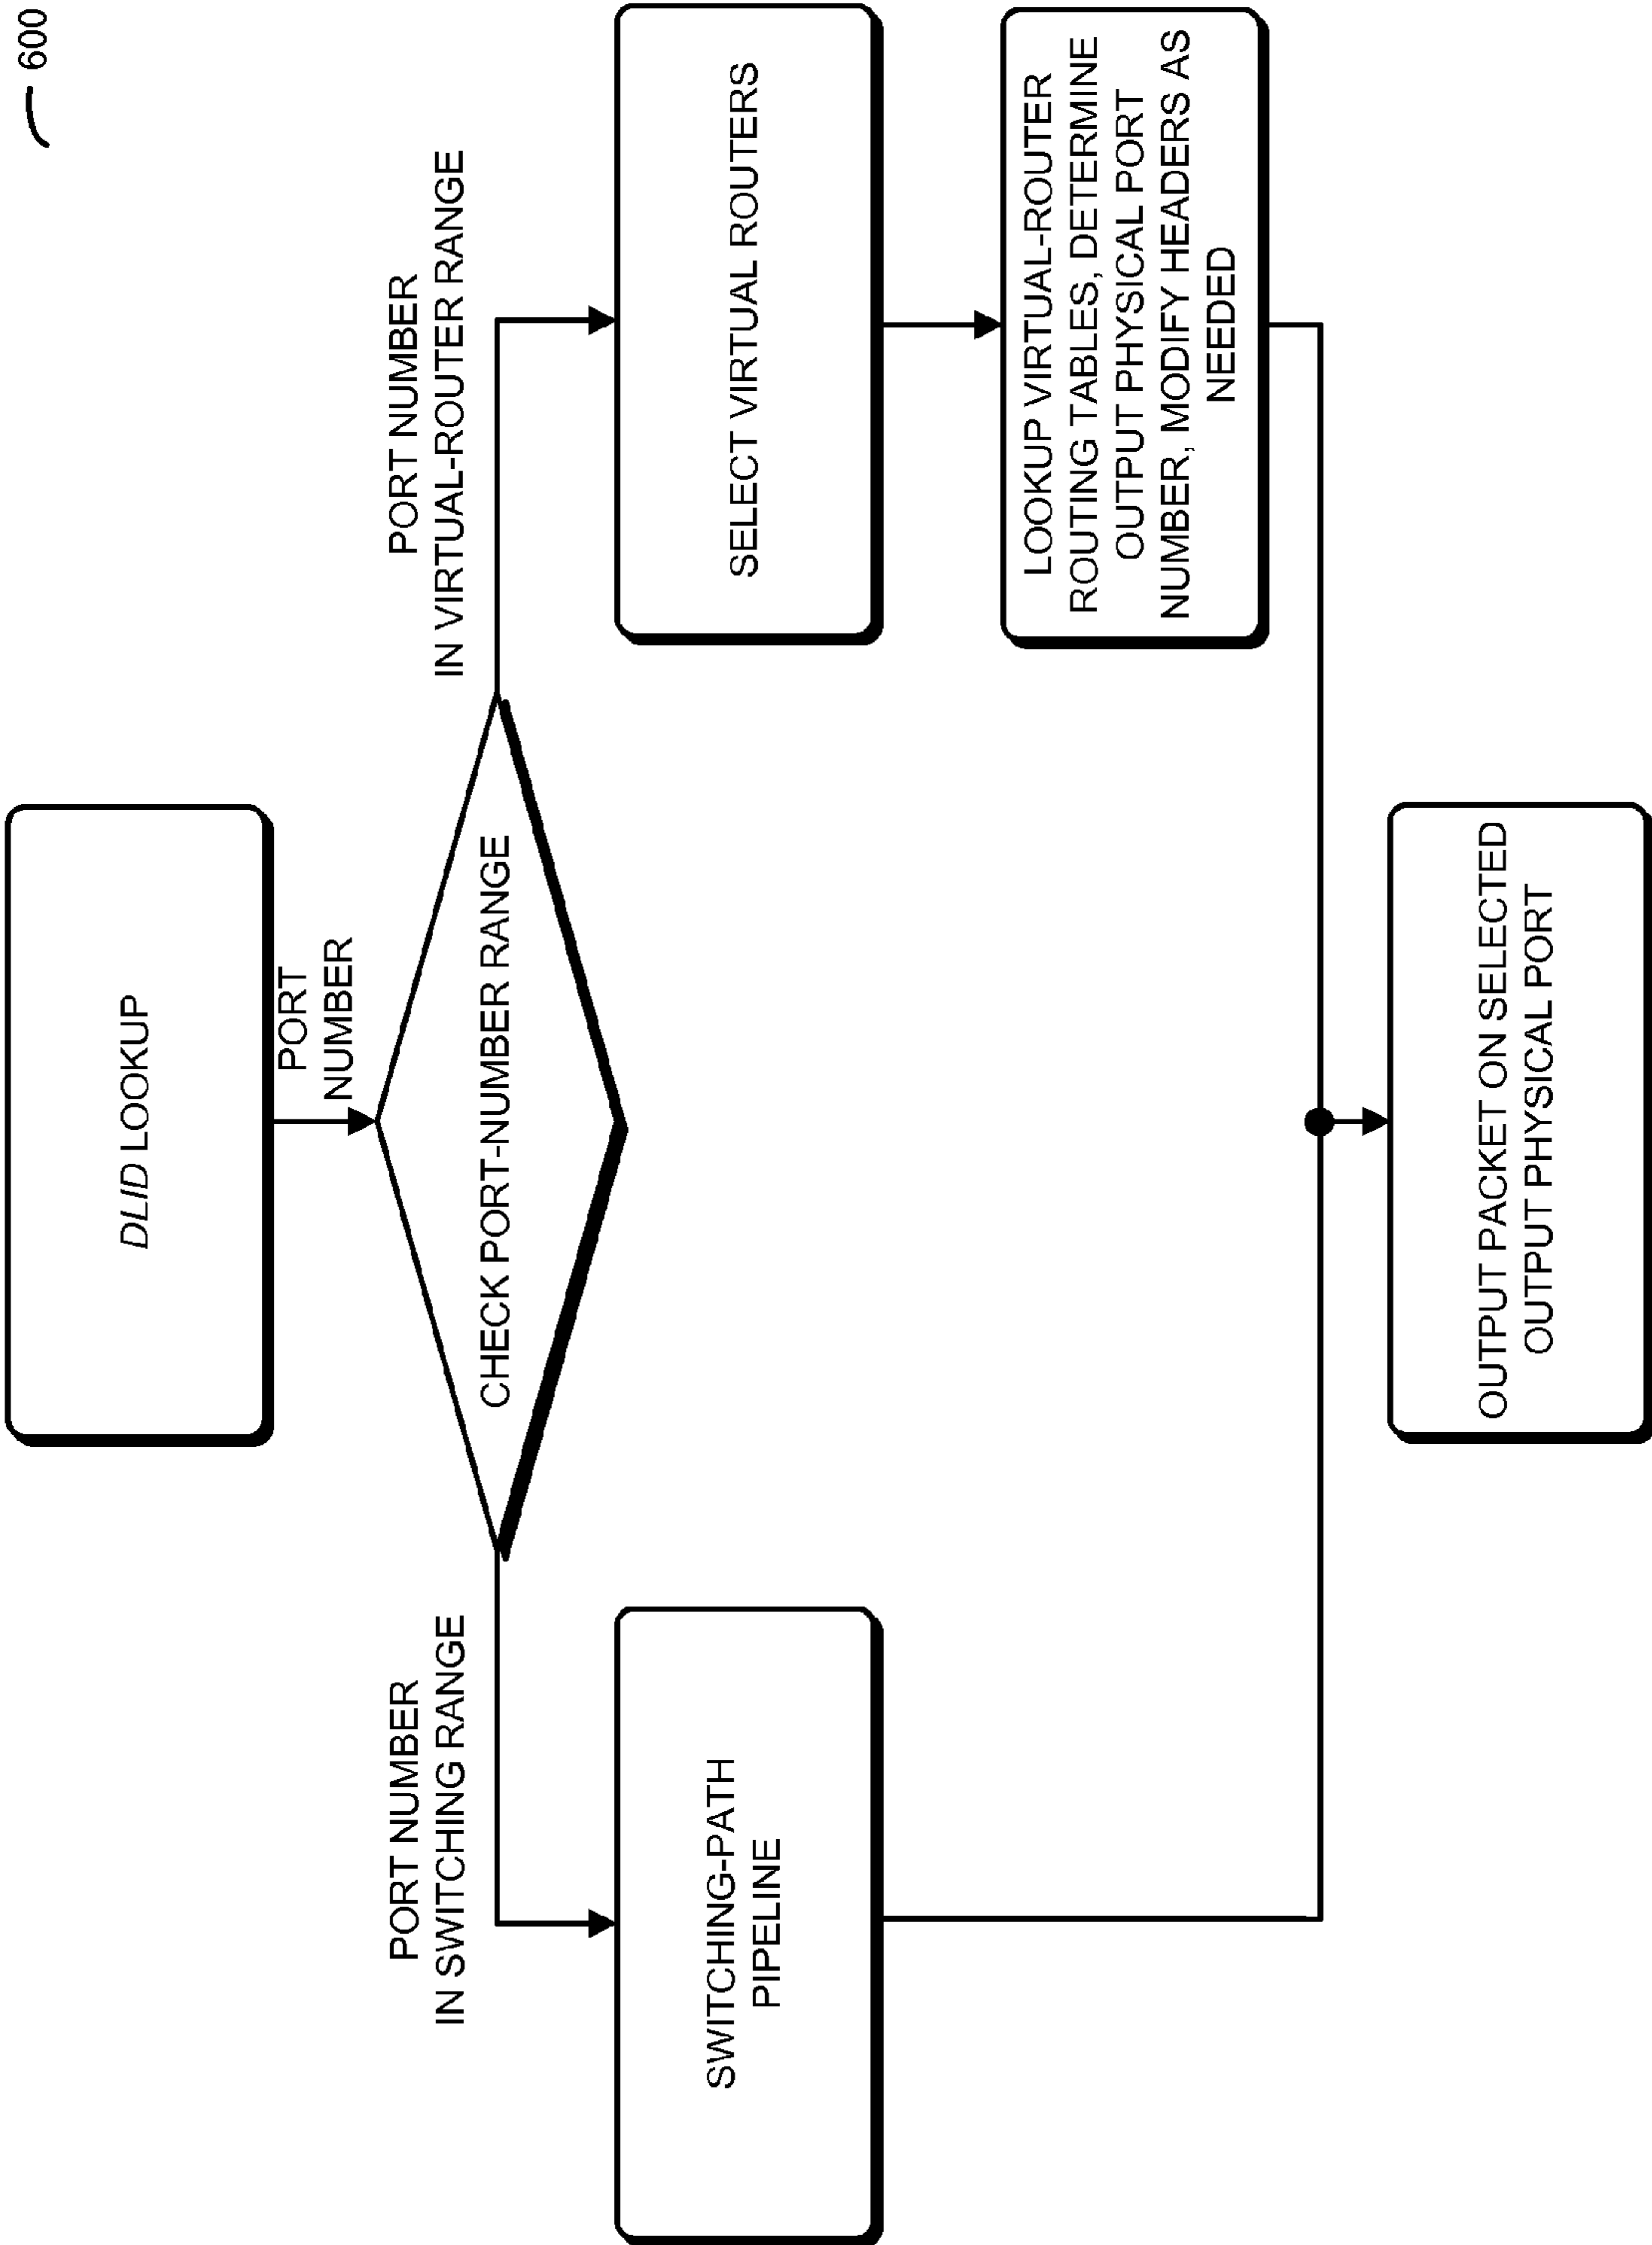 600
DLID LOOKUP
PORT
NUMBER
CHECK PORT-NUMBER RANGE
PORT NUMBER
IN SWITCHING RANGE
PORT NUMBER
IN VIRTUAL-ROUTER RANGE
SWITCHING-PATH
PIPELINE
SELECT VIRTUAL ROUTERS
LOOKUP VIRTUAL-ROUTER
ROUTING TABLES, DETERMINE
OUTPUT PHYSICAL PORT
NUMBER, MODIFY HEADERS AS
NEEDED
OUTPUT PACKET ON SELECTED
OUTPUT PHYSICAL PORT